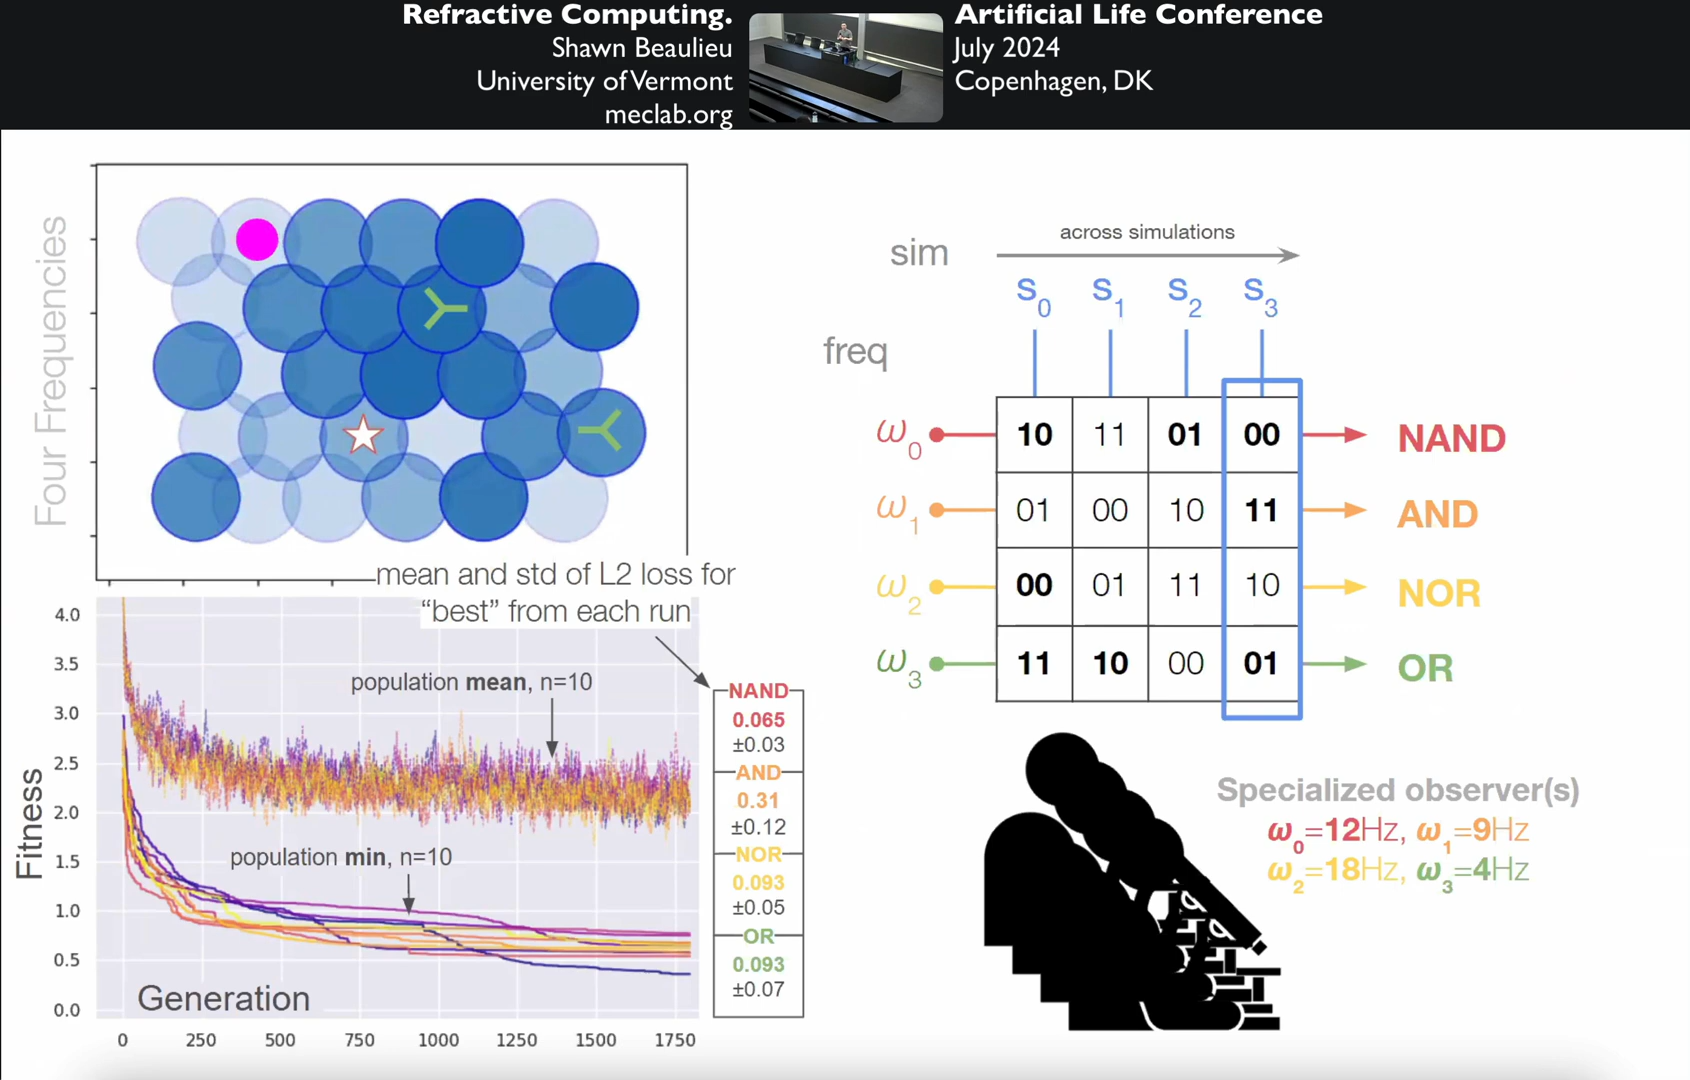 Refractive Computing.
Shawn Beaulieu
University of Vermont
meclab.org
Artificial Life Conference
July 2024
Copenhagen, DK
Four Frequencies
mean and std of L2 loss for
“best” from each run
4.0
3.5
3.0
2.5
2.0
1.5
1.0
0.5
0.0
Fitness
population mean, n=10
population min, n=10
Generation
0 250 500 750 1000 1250 1500 1750
NAND
0.065
±0.03
AND
0.31
±0.12
NOR
0.093
±0.05
OR
0.093
±0.07
sim
across simulations
S0 S1 S2 S3
freq
ω0 10 11 01 00 NAND
ω1 01 00 10 11 AND
ω2 00 01 11 10 NOR
ω3 11 10 00 01 OR
Specialized observer(s)
ω0=12Hz, ω1=9Hz
ω2=18Hz, ω3=4Hz